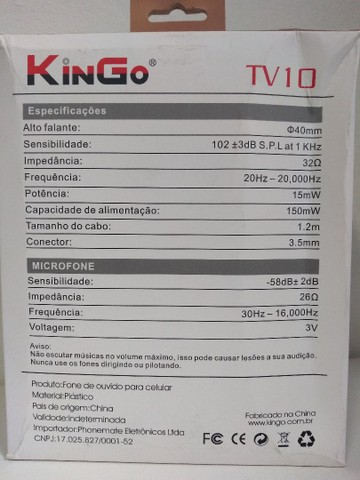 KINGO®
TV10
Especificações
Alto falante: Φ40mm
Sensibilidade: 102 ±3dB S.P.L at 1 KHz
Impedância: 32Ω
Frequência: 20Hz – 20,000Hz
Potência: 15mW
Capacidade de alimentação: 150mW
Tamanho do cabo: 1.2m
Conector: 3.5mm
MICROFONE
Sensibilidade: -58dB± 2dB
Impedância: 26Ω
Frequência: 30Hz – 16,000Hz
Voltagem: 3V
Aviso:
Não escutar músicas no volume máximo, isso pode causar lesões a sua audição.
Nunca use os fones dirigindo ou pilotando.
Produto:Fone de ouvido para celular
Material:Plástico
País de origem:China
Validade:Indeterminada
Importador:Phonemate Eletrônicos Ltda
CNPJ:17.025.827/0001-52
Fabricado na China
www.kingo.com.br
FC CE